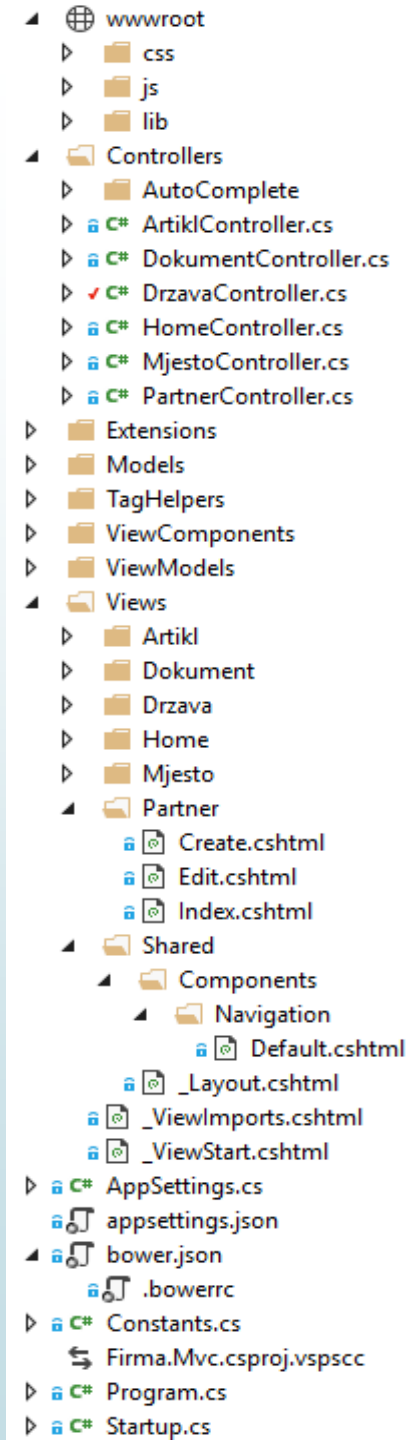 wwwroot
css
js
lib
Controllers
AutoComplete
C# ArtiklController.cs
C# DokumentController.cs
C# DrzavaController.cs
C# HomeController.cs
C# MjestoController.cs
C# PartnerController.cs
Extensions
Models
TagHelpers
ViewComponents
ViewModels
Views
Artikl
Dokument
Drzava
Home
Mjesto
Partner
Create.cshtml
Edit.cshtml
Index.cshtml
Shared
Components
Navigation
Default.cshtml
_Layout.cshtml
_ViewImports.cshtml
_ViewStart.cshtml
C# AppSettings.cs
appsettings.json
bower.json
.bowerrc
C# Constants.cs
Firma.Mvc.csproj.vspscc
C# Program.cs
C# Startup.cs